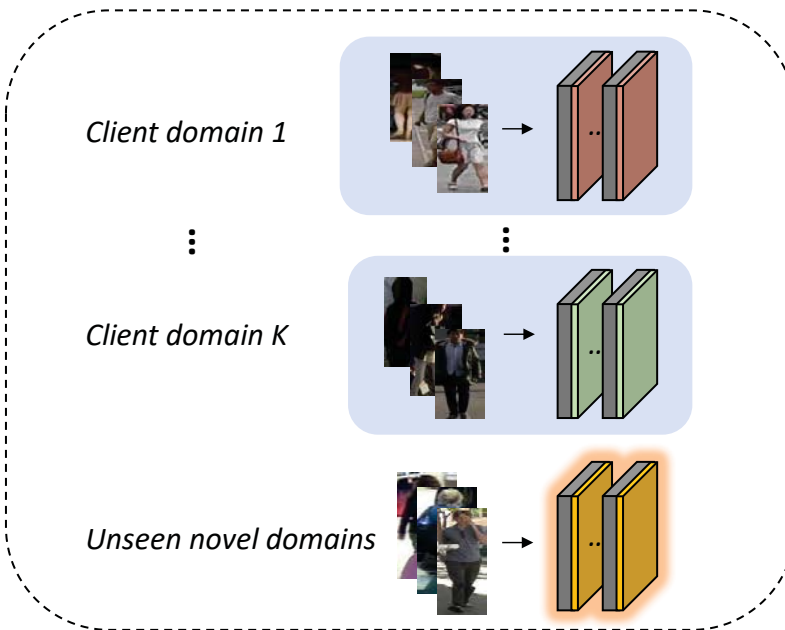 Client domain 1
..
⋮ ⋮
Client domain K
..
Unseen novel domains
..